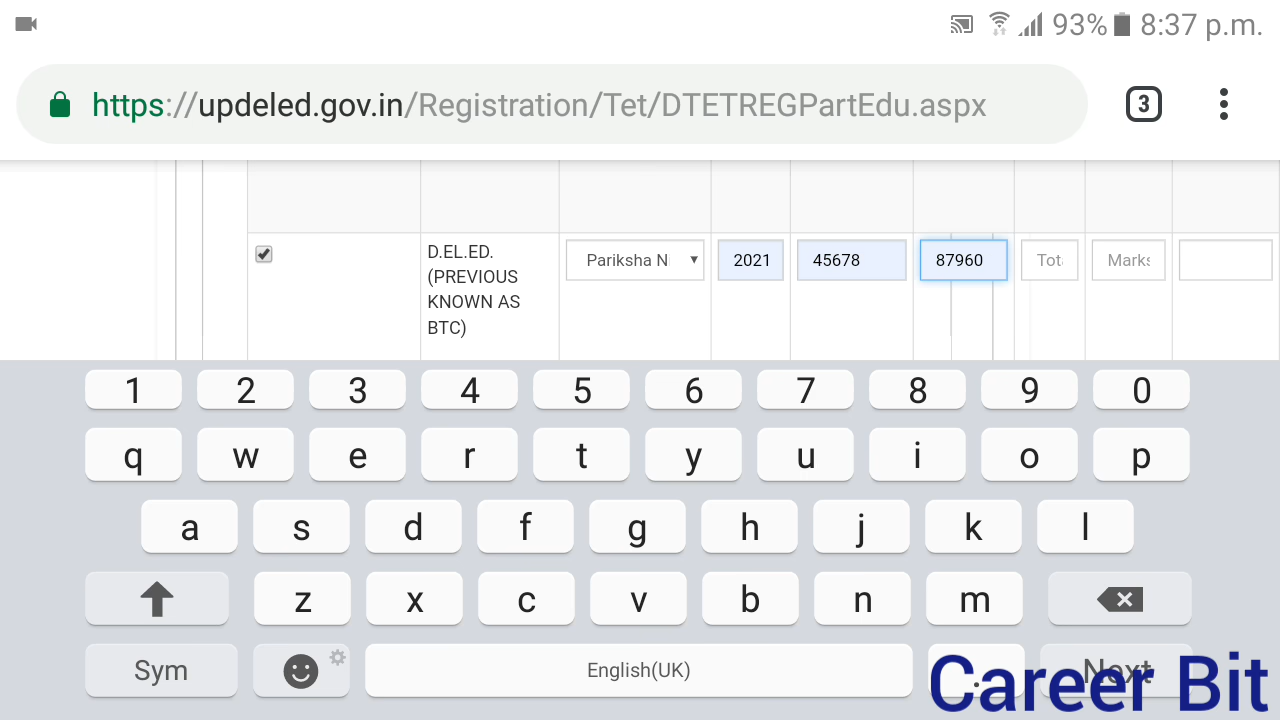 93% 8:37 p.m.
https://updeled.gov.in/Registration/Tet/DTETREGPartEdu.aspx 3
D.EL.ED. (PREVIOUS KNOWN AS BTC)
Pariksha N 2021 45678 87960 Tot Marks
1 2 3 4 5 6 7 8 9 0
q w e r t y u i o p
a s d f g h j k l
z x c v b n m
Sym English(UK) . Next
Career Bit